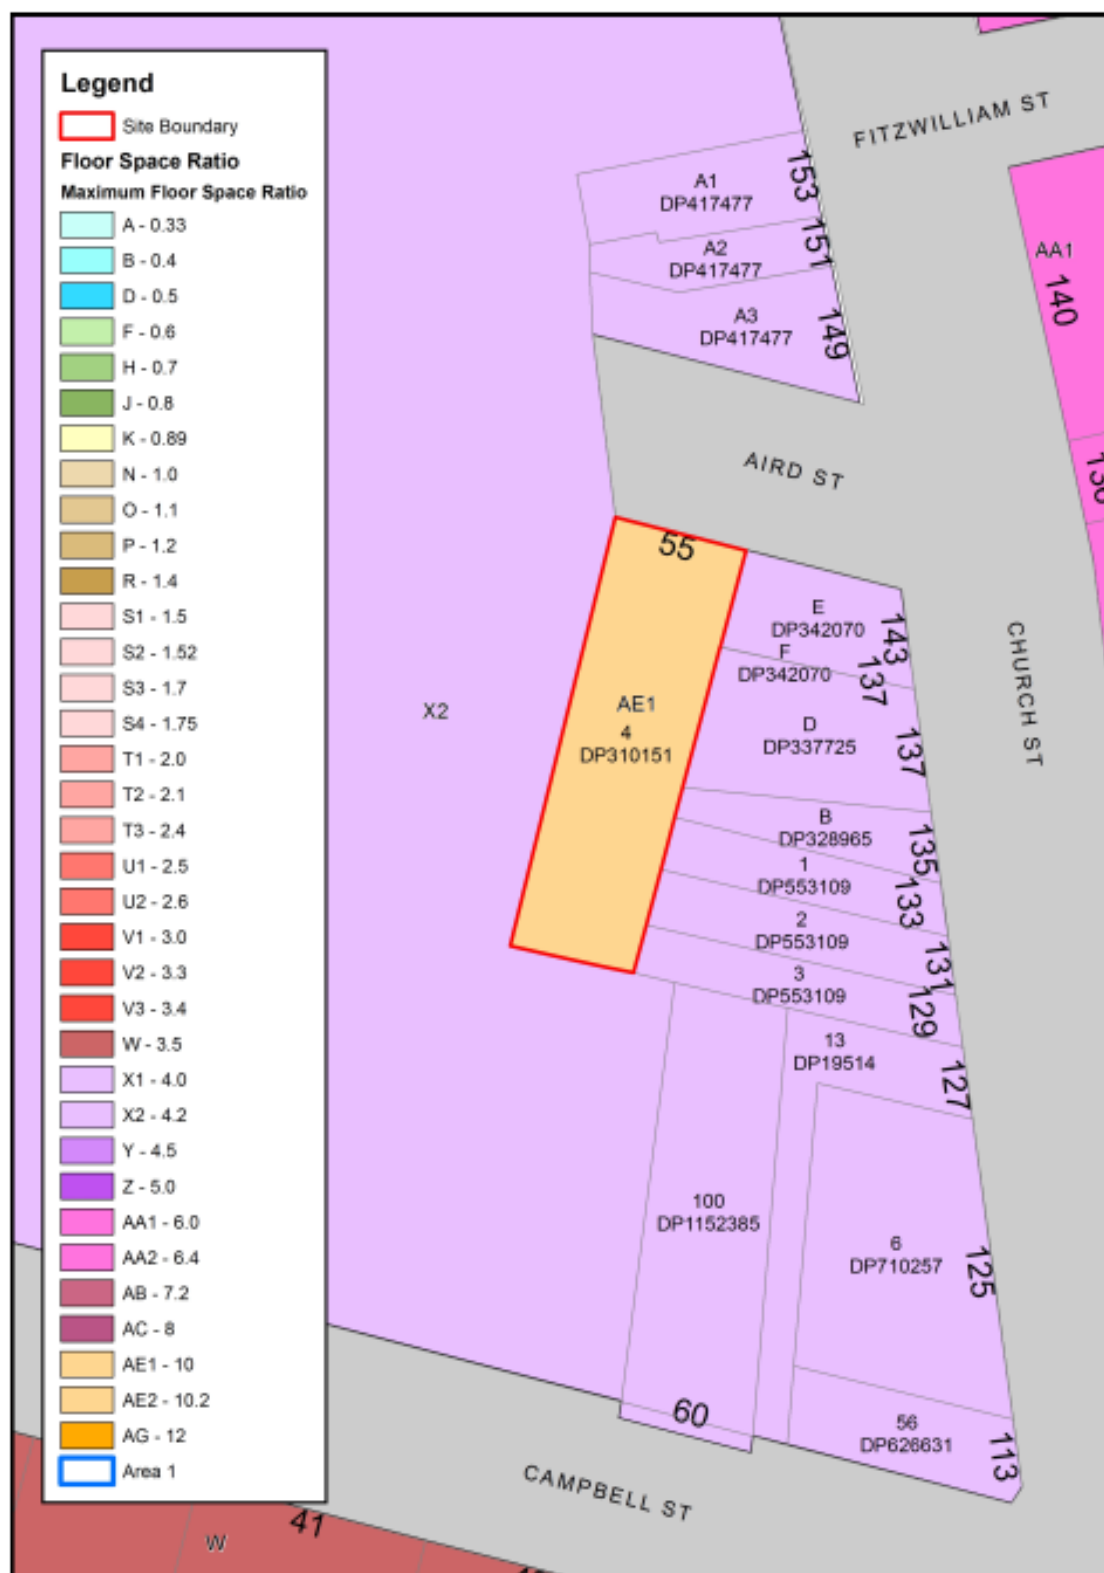 Legend
Site Boundary
Floor Space Ratio
Maximum Floor Space Ratio
A - 0.33
B - 0.4
D - 0.5
F - 0.6
H - 0.7
J - 0.8
K - 0.89
N - 1.0
O - 1.1
P - 1.2
R - 1.4
S1 - 1.5
S2 - 1.52
S3 - 1.7
S4 - 1.75
T1 - 2.0
T2 - 2.1
T3 - 2.4
U1 - 2.5
U2 - 2.6
V1 - 3.0
V2 - 3.3
V3 - 3.4
W - 3.5
X1 - 4.0
X2 - 4.2
Y - 4.5
Z - 5.0
AA1 - 6.0
AA2 - 6.4
AB - 7.2
AC - 8
AE1 - 10
AE2 - 10.2
AG - 12
Area 1
FITZWILLIAM ST
A1
DP417477
153
A2
DP417477
151
A3
DP417477
149
AA1
140
AIRD ST
55
E
DP342070
143
F
DP342070
137
CHURCH ST
X2
AE1
4
DP310151
D
DP337725
137
B
DP328965
135
1
DP553109
133
2
DP553109
131
3
DP553109
129
13
DP19514
127
100
DP1152385
6
DP710257
125
60
56
DP626631
113
CAMPBELL ST
41
W